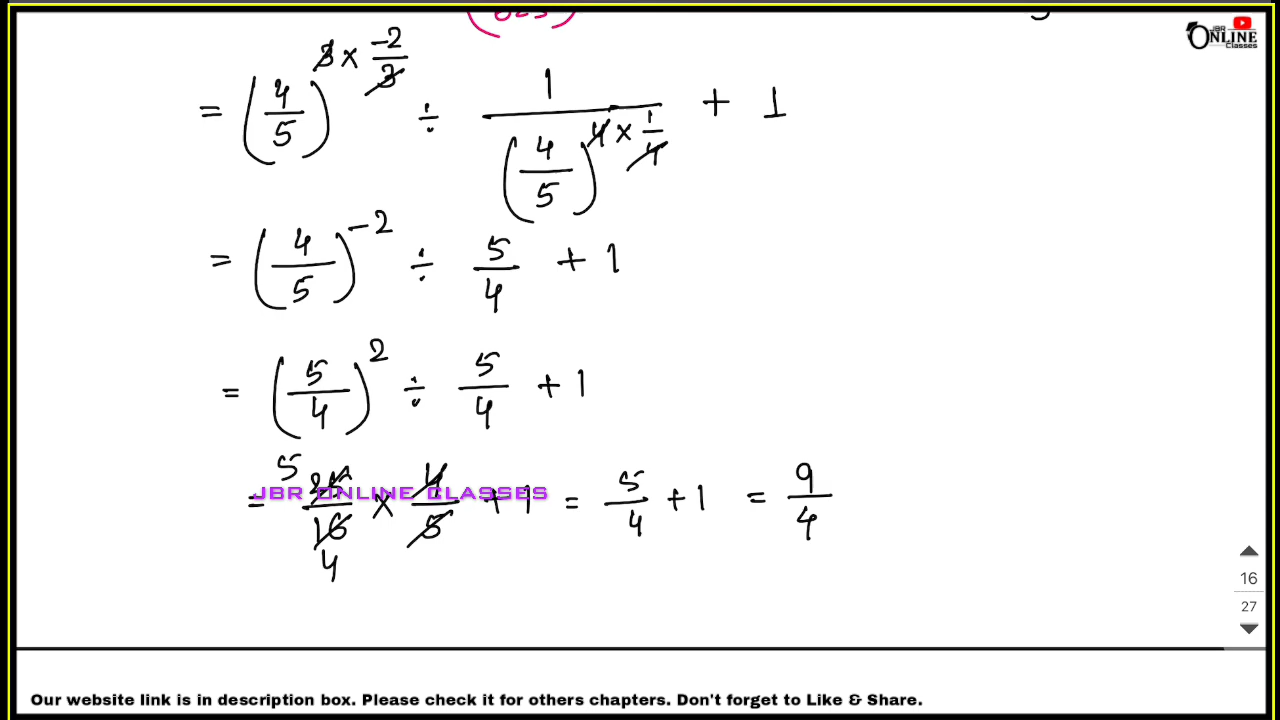 625
JBR
ONLINE
Classes
= (4/5)^(3 × -2/3) ÷ 1/(4/5)^(4 × 1/4) + 1
= (4/5)^-2 ÷ 5/4 + 1
= (5/4)^2 ÷ 5/4 + 1
= 5 25/16 4 × 4/5 + 1 = 5/4 + 1 = 9/4
JBR ONLINE CLASSES
16
27
Our website link is in description box. Please check it for others chapters. Don't forget to Like & Share.